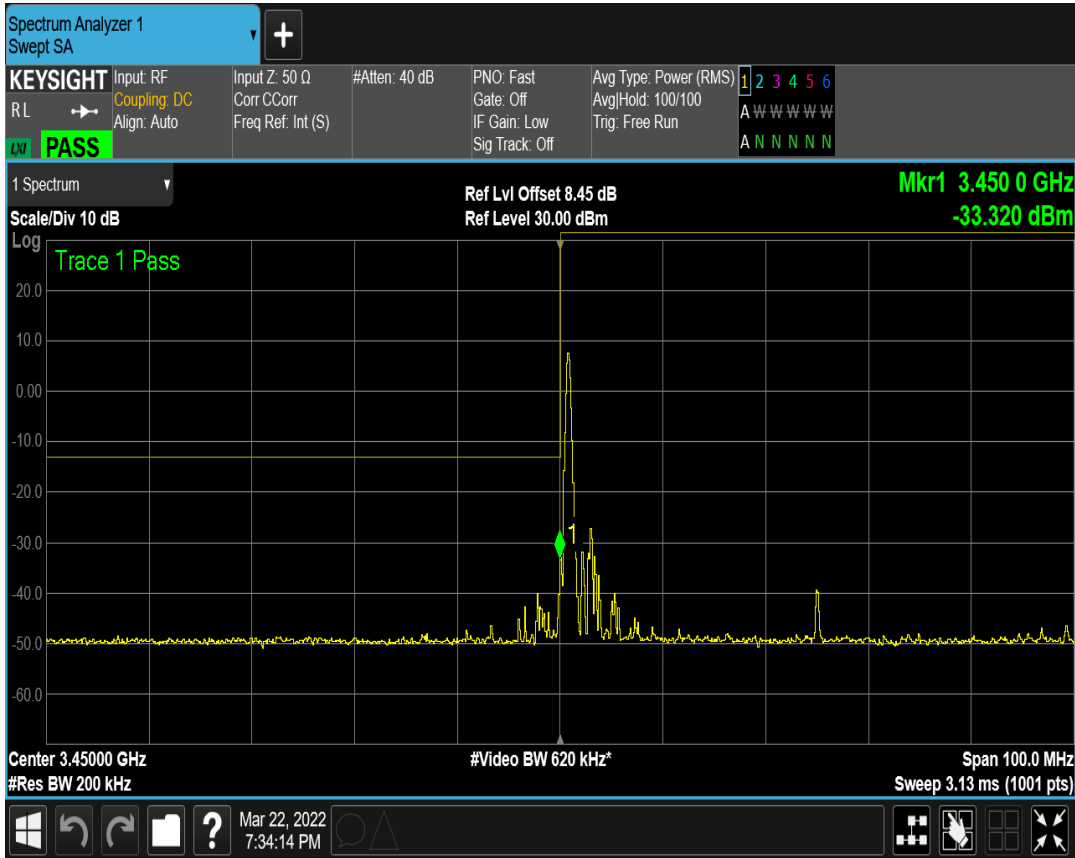 Spectrum Analyzer 1
Swept SA
KEYSIGHT
R L
LXI
PASS
Input: RF
Coupling: DC
Align: Auto
Input Z: 50 Ω
Corr CCorr
Freq Ref: Int (S)
#Atten: 40 dB
PNO: Fast
Gate: Off
IF Gain: Low
Sig Track: Off
Avg Type: Power (RMS)
Avg|Hold: 100/100
Trig: Free Run
1 2 3 4 5 6
A W W W W W
A N N N N N
1 Spectrum
Scale/Div 10 dB
Ref Lvl Offset 8.45 dB
Ref Level 30.00 dBm
Mkr1 3.450 0 GHz
-33.320 dBm
Log
Trace 1 Pass
20.0
10.0
0.00
-10.0
-20.0
1
-30.0
-40.0
-50.0
-60.0
Center 3.45000 GHz
#Res BW 200 kHz
#Video BW 620 kHz*
Span 100.0 MHz
Sweep 3.13 ms (1001 pts)
?
Mar 22, 2022
7:34:14 PM